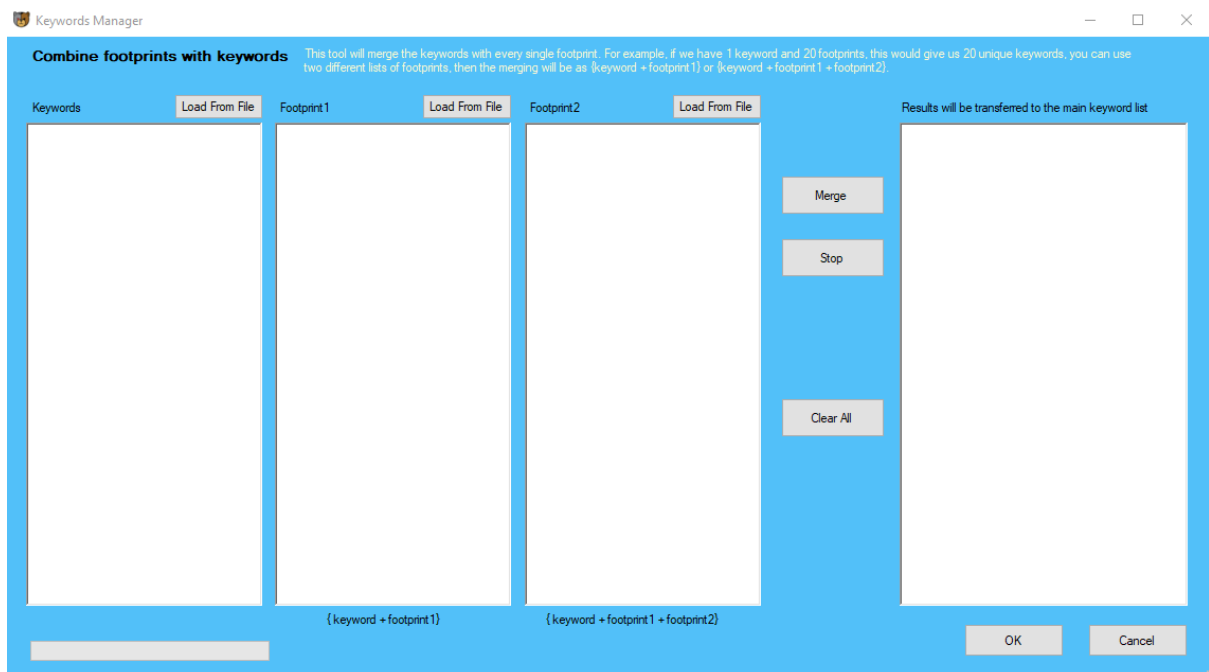 Keywords Manager
Combine footprints with keywords
This tool will merge the keywords with every single footprint. For example, if we have 1 keyword and 20 footprints, this would give us 20 unique keywords, you can use
two different lists of footprints, then the merging will be as {keyword + footprint1} or {keyword + footprint1 + footprint2}.
Keywords
Load From File
Footprint1
Load From File
Footprint2
Load From File
Results will be transferred to the main keyword list
Merge
Stop
Clear All
{ keyword + footprint1}
{ keyword + footprint1 + footprint2}
OK
Cancel